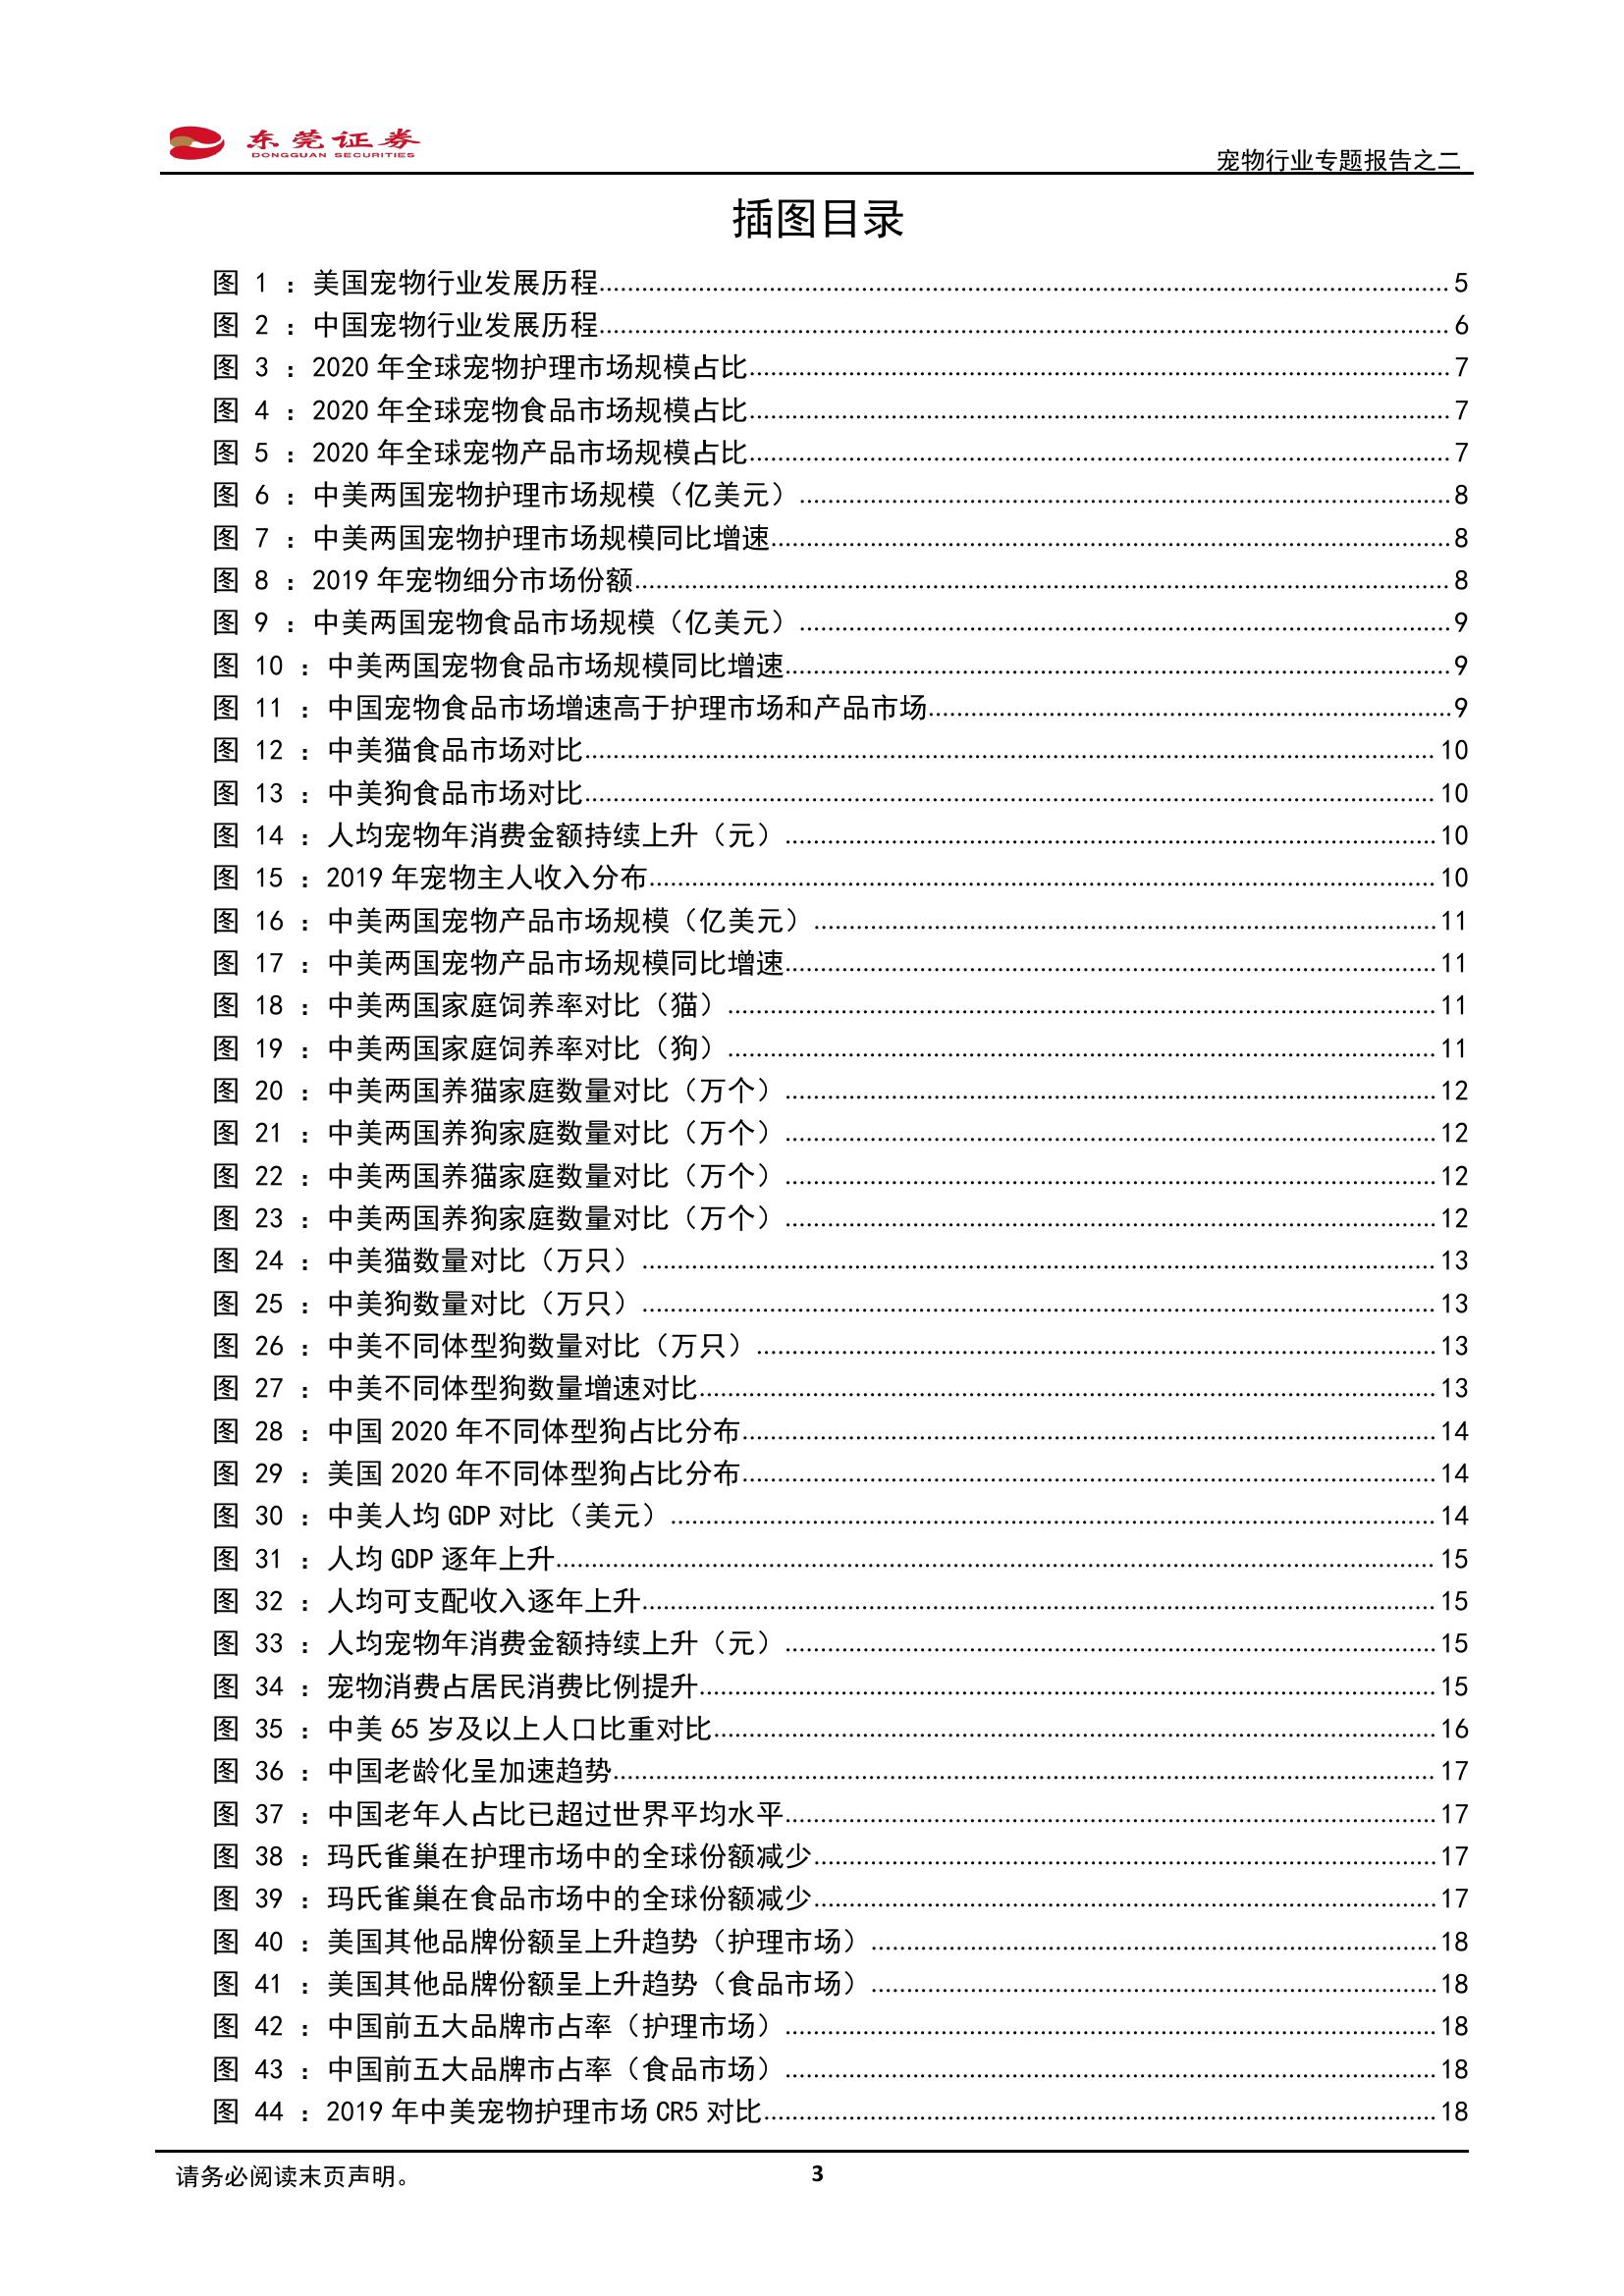 东莞证券
DONGGUAN SECURITIES
宠物行业专题报告之二
插图目录
图 1 ：美国宠物行业发展历程........5
图 2 ：中国宠物行业发展历程........6
图 3 ：2020 年全球宠物护理市场规模占比........7
图 4 ：2020 年全球宠物食品市场规模占比........7
图 5 ：2020 年全球宠物产品市场规模占比........7
图 6 ：中美两国宠物护理市场规模（亿美元）........8
图 7 ：中美两国宠物护理市场规模同比增速........8
图 8 ：2019 年宠物细分市场份额........8
图 9 ：中美两国宠物食品市场规模（亿美元）........9
图 10 ：中美两国宠物食品市场规模同比增速........9
图 11 ：中国宠物食品市场增速高于护理市场和产品市场........9
图 12 ：中美猫食品市场对比........10
图 13 ：中美狗食品市场对比........10
图 14 ：人均宠物年消费金额持续上升（元）........10
图 15 ：2019 年宠物主人收入分布........10
图 16 ：中美两国宠物产品市场规模（亿美元）........11
图 17 ：中美两国宠物产品市场规模同比增速........11
图 18 ：中美两国家庭饲养率对比（猫）........11
图 19 ：中美两国家庭饲养率对比（狗）........11
图 20 ：中美两国养猫家庭数量对比（万个）........12
图 21 ：中美两国养狗家庭数量对比（万个）........12
图 22 ：中美两国养猫家庭数量对比（万个）........12
图 23 ：中美两国养狗家庭数量对比（万个）........12
图 24 ：中美猫数量对比（万只）........13
图 25 ：中美狗数量对比（万只）........13
图 26 ：中美不同体型狗数量对比（万只）........13
图 27 ：中美不同体型狗数量增速对比........13
图 28 ：中国 2020 年不同体型狗占比分布........14
图 29 ：美国 2020 年不同体型狗占比分布........14
图 30 ：中美人均 GDP 对比（美元）........14
图 31 ：人均 GDP 逐年上升........15
图 32 ：人均可支配收入逐年上升........15
图 33 ：人均宠物年消费金额持续上升（元）........15
图 34 ：宠物消费占居民消费比例提升........15
图 35 ：中美 65 岁及以上人口比重对比........16
图 36 ：中国老龄化呈加速趋势........17
图 37 ：中国老年人占比已超过世界平均水平........17
图 38 ：玛氏雀巢在护理市场中的全球份额减少........17
图 39 ：玛氏雀巢在食品市场中的全球份额减少........17
图 40 ：美国其他品牌份额呈上升趋势（护理市场）........18
图 41 ：美国其他品牌份额呈上升趋势（食品市场）........18
图 42 ：中国前五大品牌市占率（护理市场）........18
图 43 ：中国前五大品牌市占率（食品市场）........18
图 44 ：2019 年中美宠物护理市场 CR5 对比........18
请务必阅读末页声明。
3